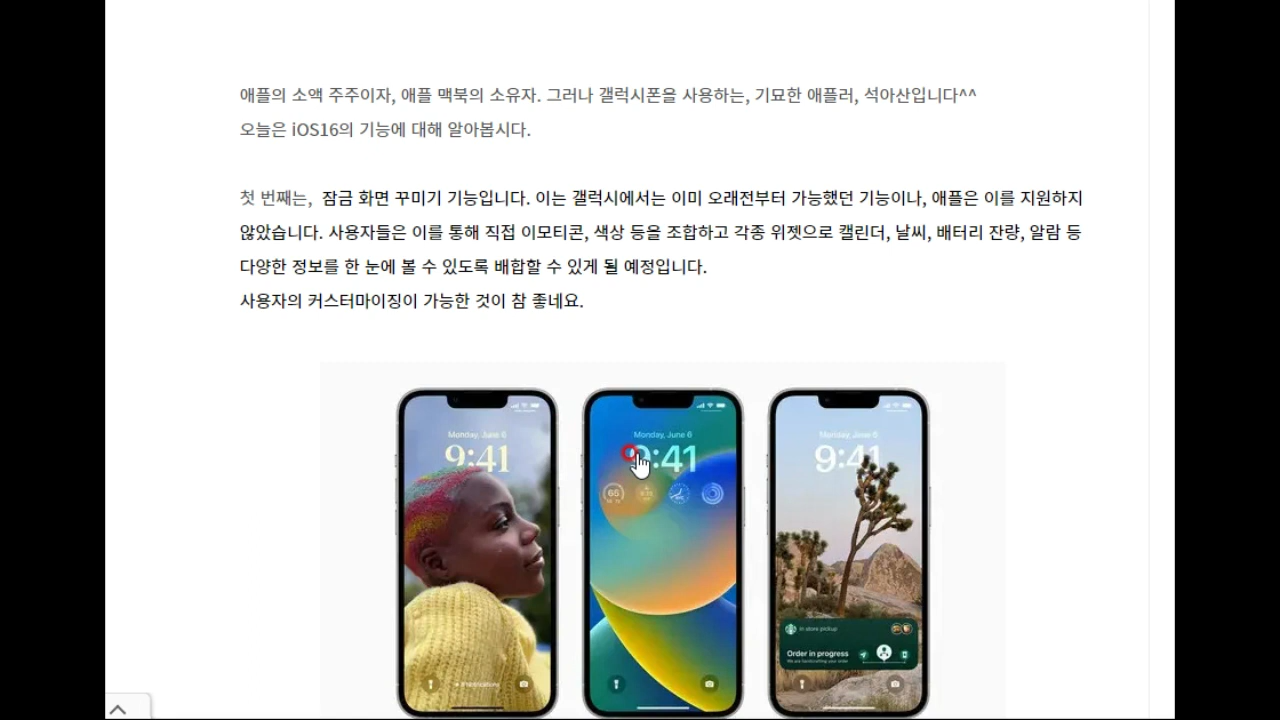 애플의 소액 주주이자, 애플 맥북의 소유자. 그러나 갤럭시폰을 사용하는, 기묘한 애플러, 석아산입니다^^
오늘은 iOS16의 기능에 대해 알아봅시다.
첫 번째는, 잠금 화면 꾸미기 기능입니다. 이는 갤럭시에서는 이미 오래전부터 가능했던 기능이나, 애플은 이를 지원하지
않았습니다. 사용자들은 이를 통해 직접 이모티콘, 색상 등을 조합하고 각종 위젯으로 캘린더, 날씨, 배터리 잔량, 알람 등
다양한 정보를 한 눈에 볼 수 있도록 배합할 수 있게 될 예정입니다.
사용자의 커스터마이징이 가능한 것이 참 좋네요.
Monday, June 6
9:41
Monday, June 6
9:41
65
Monday, June 6
9:41
In store pickup
Order in progress